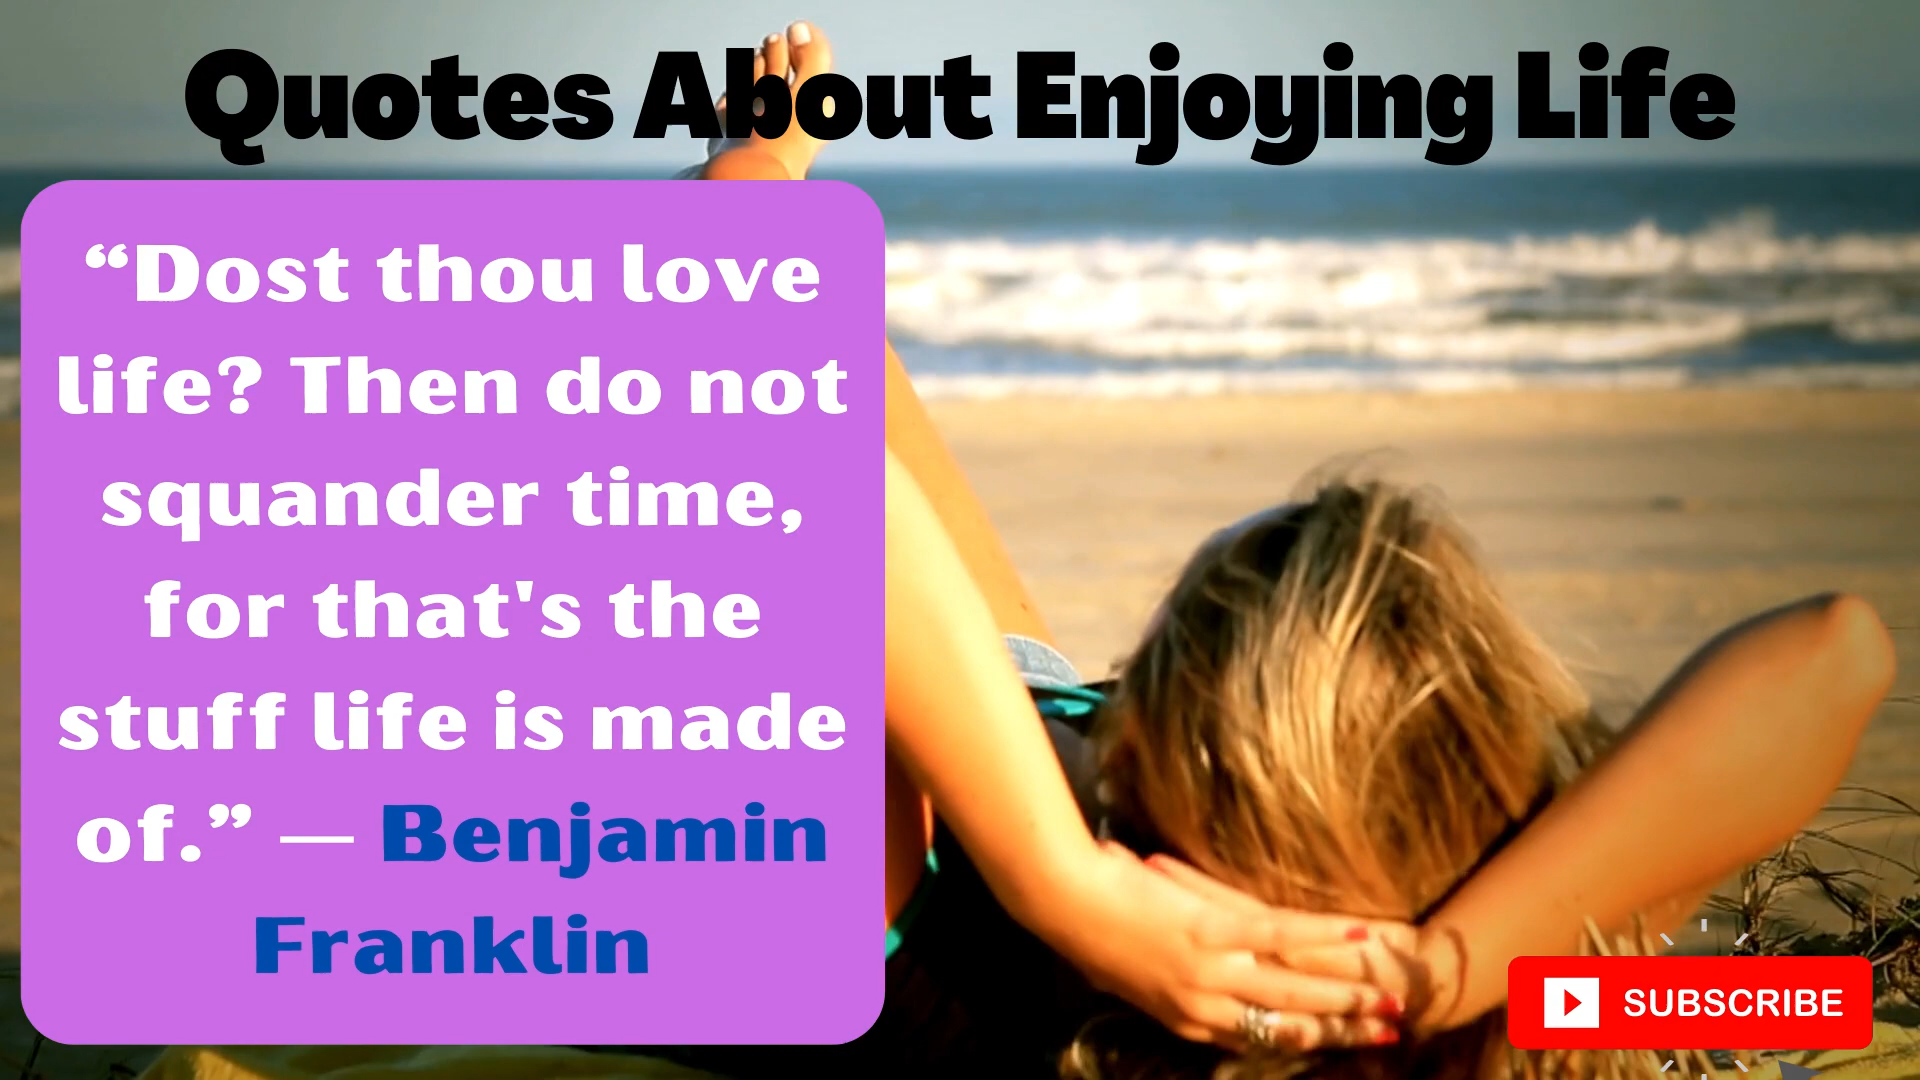 Quotes About Enjoying Life
“Dost thou love
life? Then do not
squander time,
for that's the
stuff life is made
of.” — Benjamin
Franklin
SUBSCRIBE